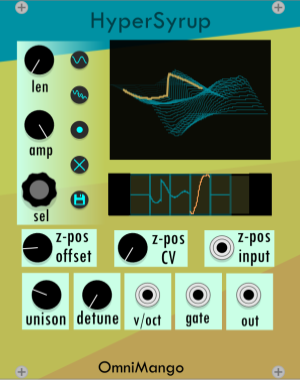 HyperSyrup
len
amp
sel
z-pos
offset
z-pos
CV
z-pos
input
unison
detune
v/oct
gate
out
OmniMango